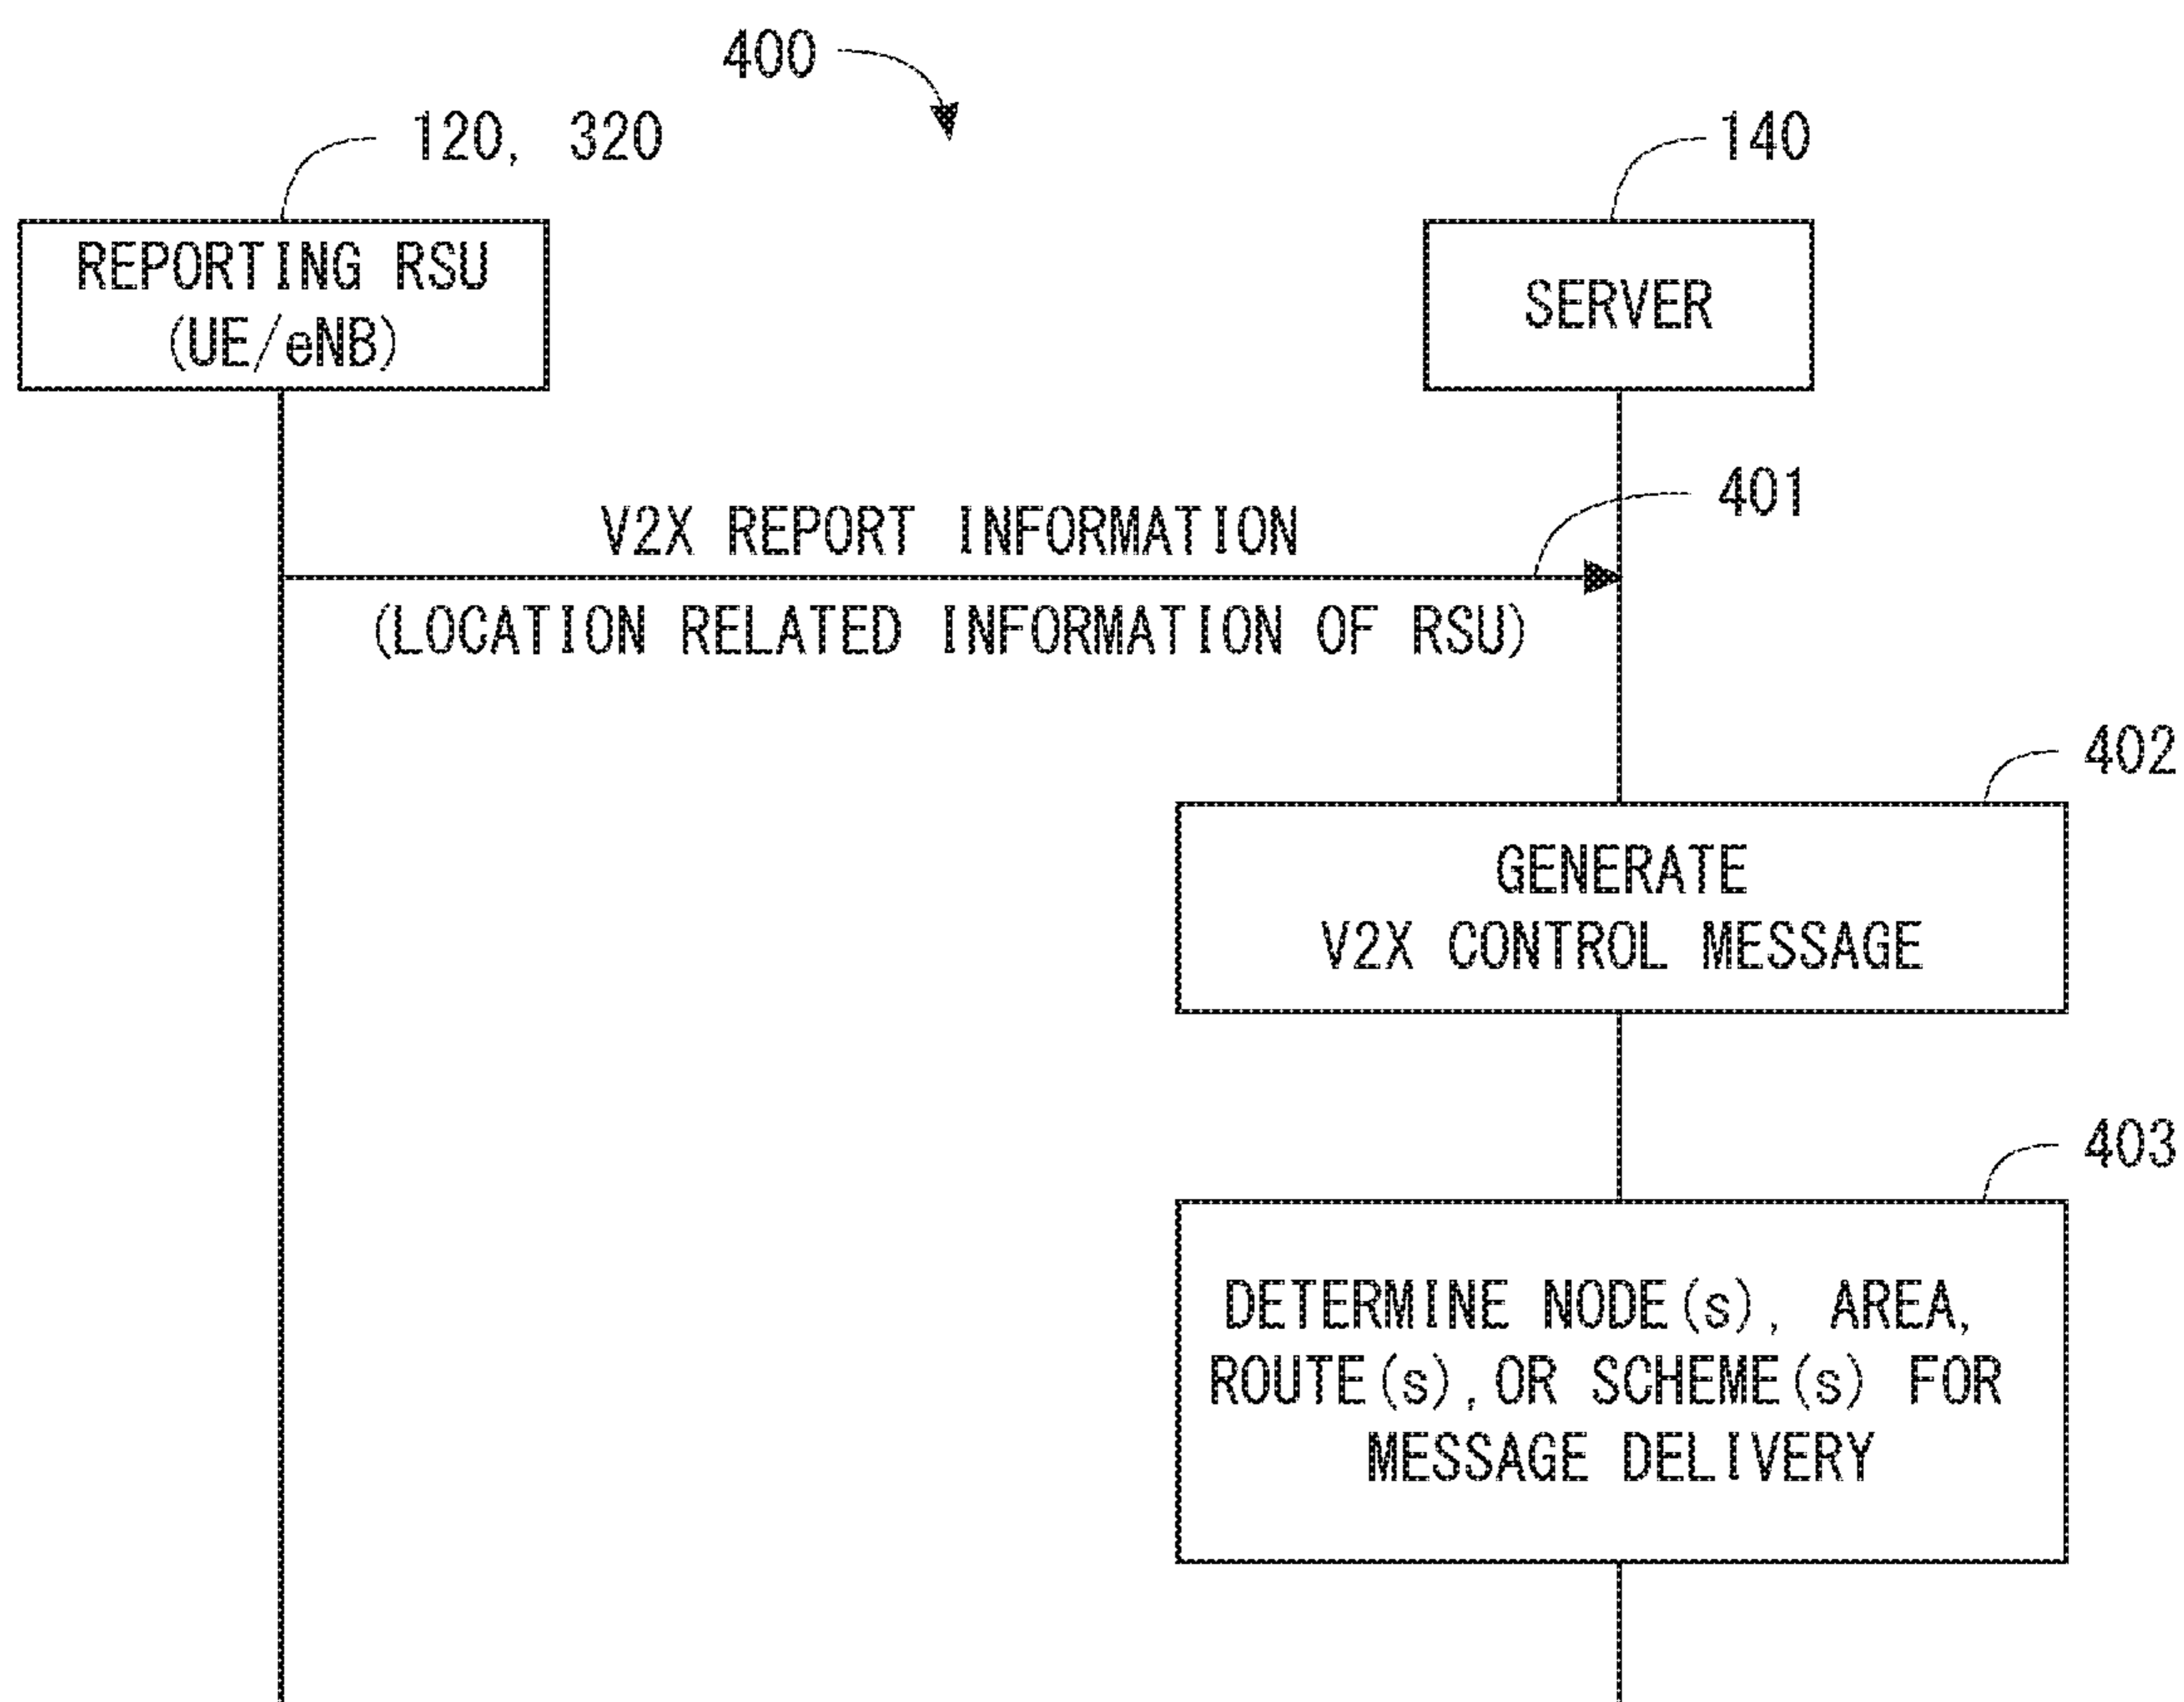 400
120, 320
140
REPORTING RSU
(UE/eNB)
SERVER
401
V2X REPORT INFORMATION
(LOCATION RELATED INFORMATION OF RSU)
402
GENERATE
V2X CONTROL MESSAGE
403
DETERMINE NODE(s), AREA,
ROUTE(s),OR SCHEME(s) FOR
MESSAGE DELIVERY